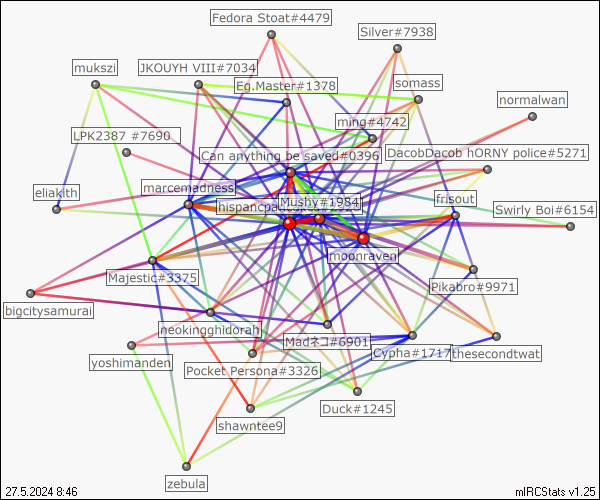 Fedora Stoat#4479
Silver#7938
mukszi
JKOUYH VIII#7034
Eg.Master#1378
somass
normalwan
ming#4742
LPK2387 #7690
Can anything be saved#0396
DacobDacob hORNY police#5271
marcemadness
eliakith
Mushy#1984
frisout
Swirly Boi#6154
moonraven
Majestic#3375
Pikabro#9971
bigcitysamurai
neokingghidorah
Madネコ#6901
Cypha#1717
thesecondtwat
yoshimanden
Pocket Persona#3326
Duck#1245
shawntee9
zebula
27.5.2024 8:46
mIRCStats v1.25